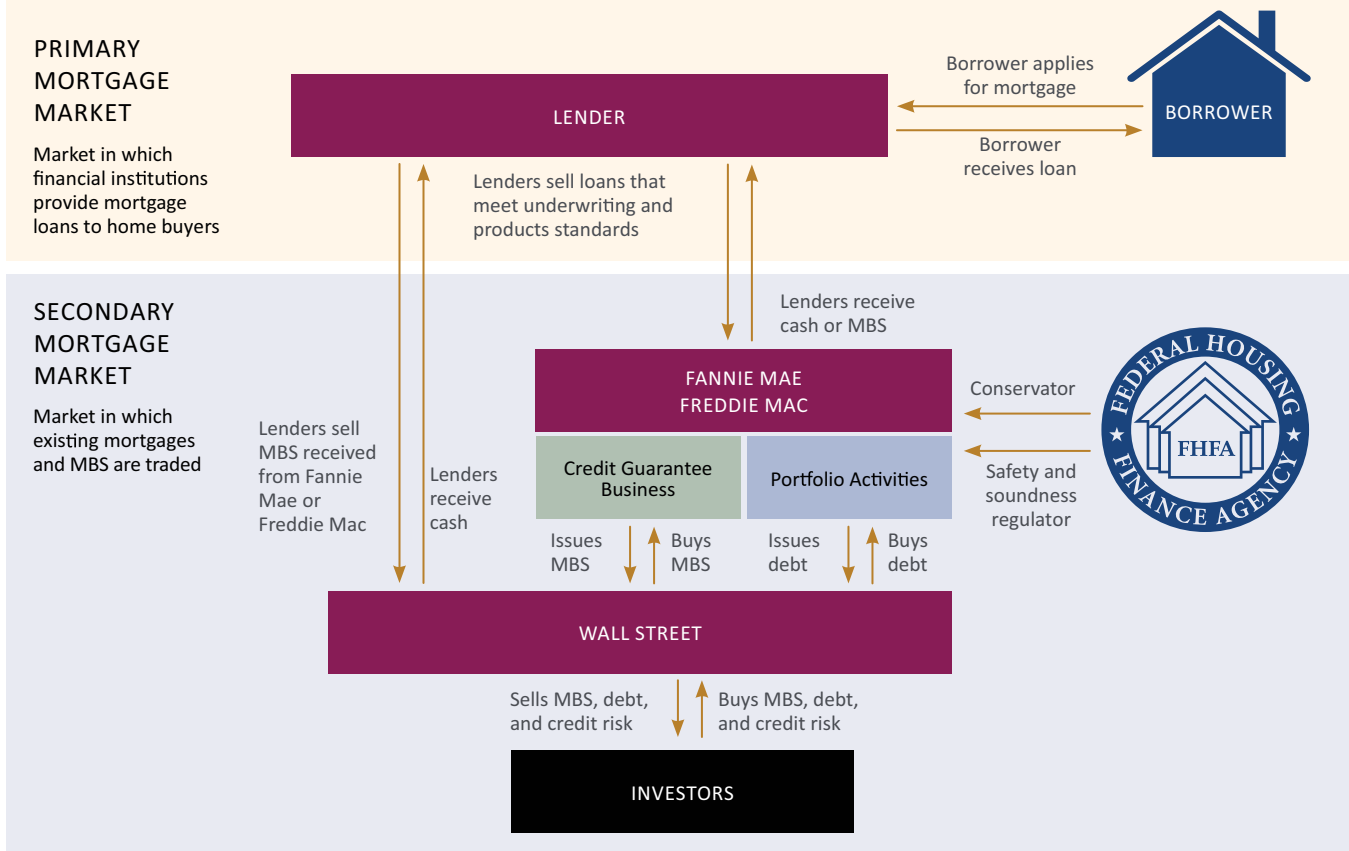 PRIMARY
MORTGAGE
MARKET
Market in which
financial institutions
provide mortgage
loans to home buyers
LENDER
Borrower applies
for mortgage
BORROWER
Borrower
receives loan
Lenders sell loans that
meet underwriting and
products standards
SECONDARY
MORTGAGE
MARKET
Market in which
existing mortgages
and MBS are traded
Lenders receive
cash or MBS
FANNIE MAE
FREDDIE MAC
Conservator
Safety and
soundness
regulator
FEDERAL HOUSING
FINANCE AGENCY
FHFA
Lenders sell
MBS received
from Fannie
Mae or
Freddie Mac
Lenders
receive
cash
Credit Guarantee
Business
Portfolio Activities
Issues
MBS
Buys
MBS
Issues
debt
Buys
debt
WALL STREET
Sells MBS, debt,
and credit risk
Buys MBS, debt,
and credit risk
INVESTORS